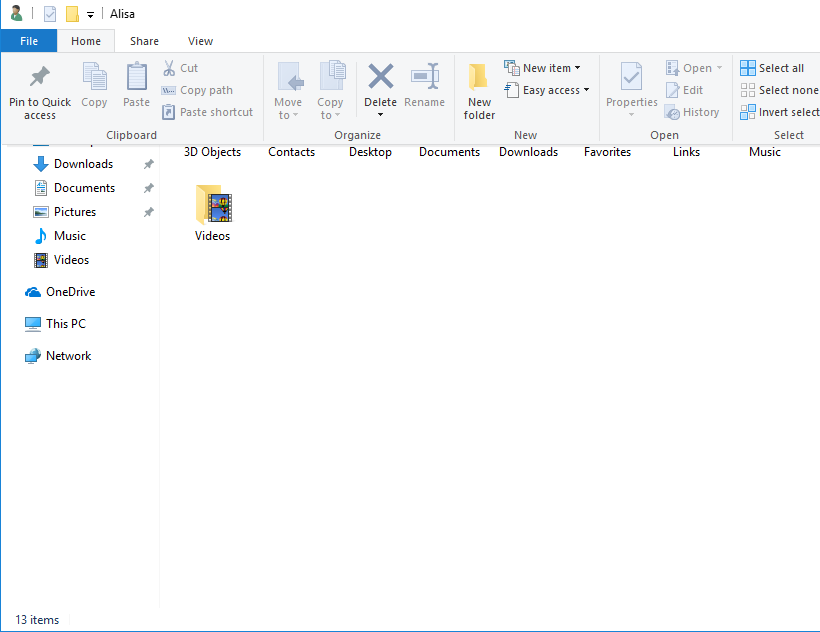 Alisa
File Home Share View
Pin to Quick access
Copy
Paste
Cut
Copy path
Paste shortcut
Clipboard
Move to
Copy to
Delete
Rename
Organize
New folder
New item
Easy access
New
Properties
Open
Edit
History
Open
Select all
Select none
Invert select
Select
Downloads
Documents
Pictures
Music
Videos
OneDrive
This PC
Network
3D Objects Contacts Desktop Documents Downloads Favorites Links Music
Videos
13 items